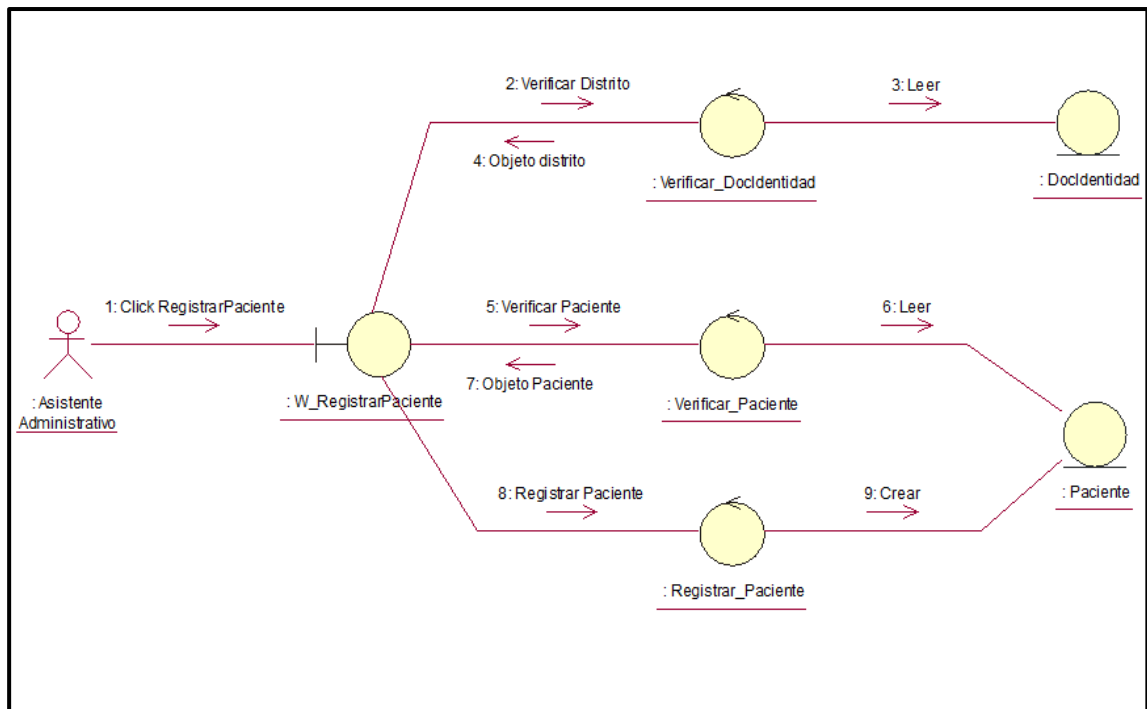 2: Verificar Distrito
3: Leer
4: Objeto distrito
: Verificar_DocIdentidad
: DocIdentidad
1: Click RegistrarPaciente
5: Verificar Paciente
6: Leer
7: Objeto Paciente
: Asistente
Administrativo
: W_RegistrarPaciente
: Verificar_Paciente
8: Registrar Paciente
9: Crear
: Paciente
: Registrar_Paciente